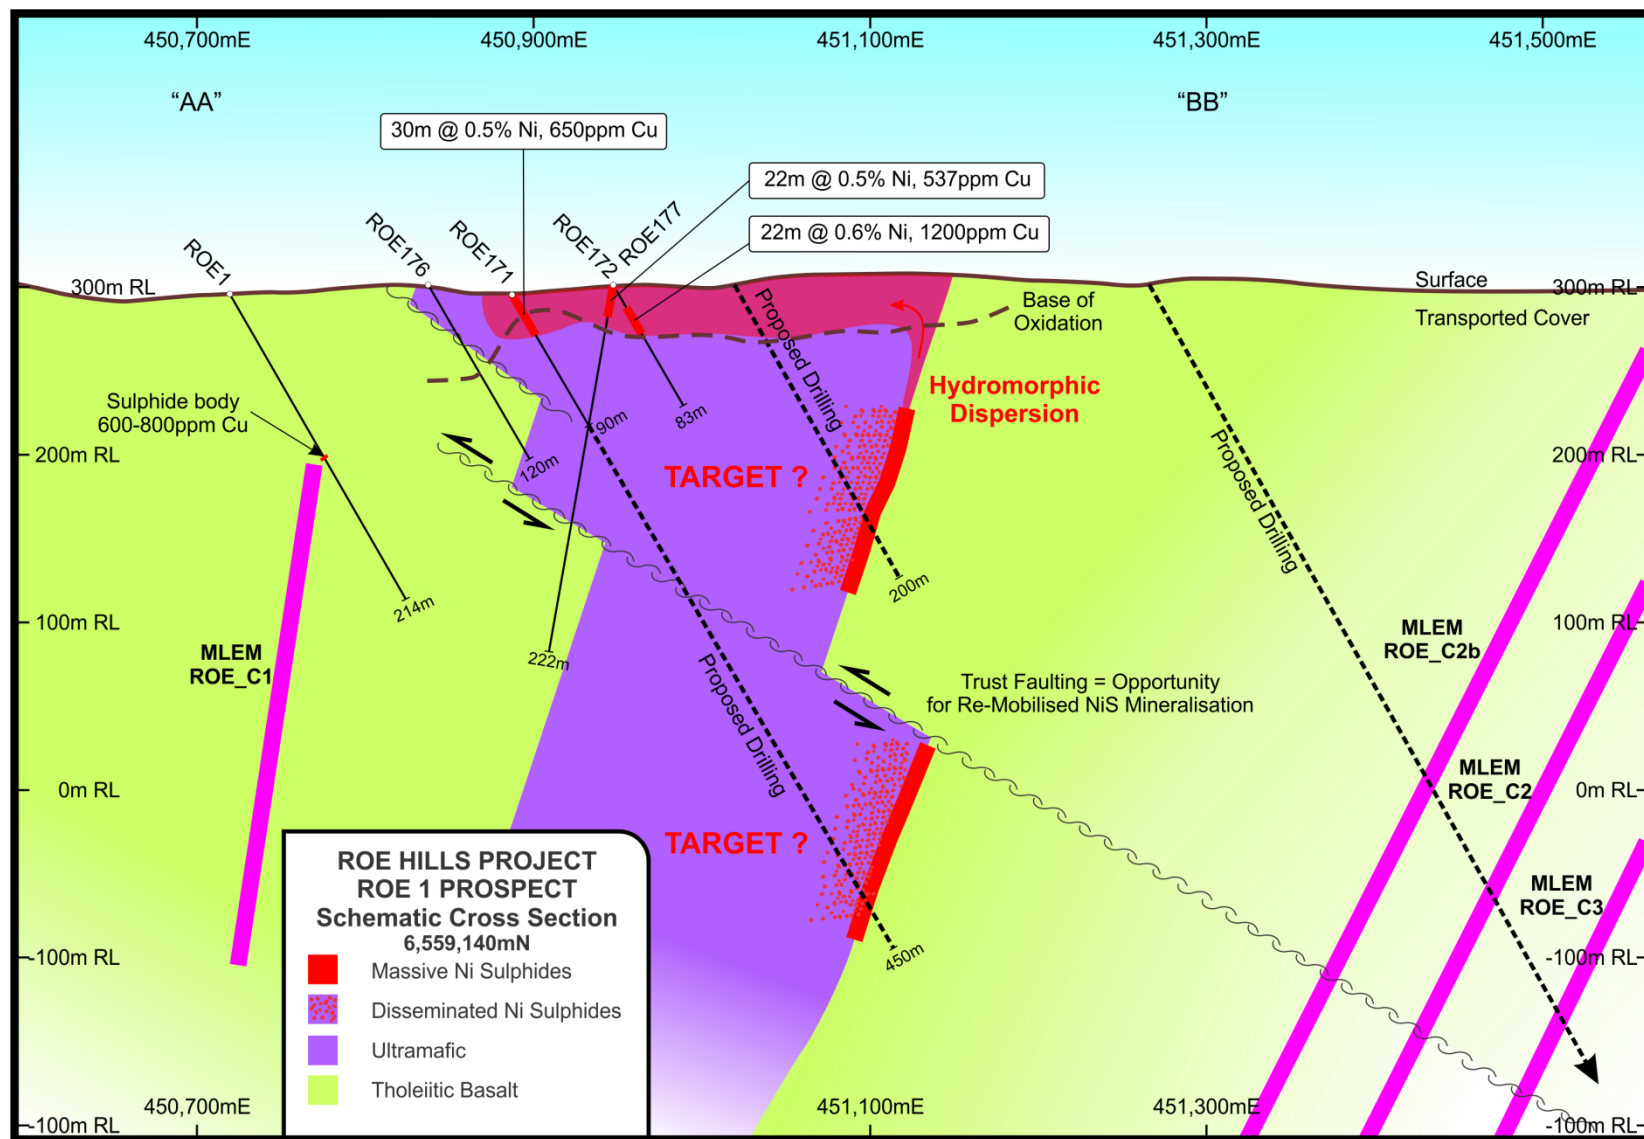 450,700mE
450,900mE
451,100mE
451,300mE
451,500mE
“AA”
“BB”
30m @ 0.5% Ni, 650ppm Cu
22m @ 0.5% Ni, 537ppm Cu
22m @ 0.6% Ni, 1200ppm Cu
ROE1
ROE176
ROE171
ROE172
ROE177
300m RL
Surface
300m RL
Transported Cover
Base of
Oxidation
Proposed Drilling
Hydromorphic
Dispersion
Sulphide body
600-800ppm Cu
90m
83m
200m RL
120m
TARGET ?
Proposed Drilling
200m RL
214m
200m
100m RL
222m
MLEM
ROE_C1
Proposed Drilling
Trust Faulting = Opportunity
for Re-Mobilised NiS Mineralisation
MLEM
ROE_C2b
100m RL
0m RL
MLEM
ROE_C2
0m RL
TARGET ?
MLEM
ROE_C3
-100m RL
450m
-100m RL
ROE HILLS PROJECT
ROE 1 PROSPECT
Schematic Cross Section
6,559,140mN
Massive Ni Sulphides
Disseminated Ni Sulphides
Ultramafic
Tholeiitic Basalt
450,700mE
451,100mE
451,300mE
-100m RL
-100m RL